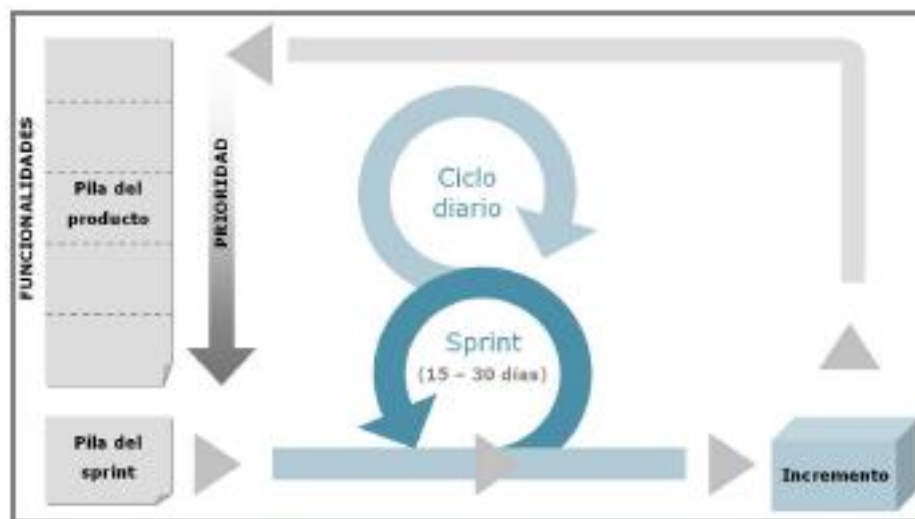 FUNCIONALIDADES
Pila del
producto
PRIORIDAD
Ciclo
diario
Sprint
(15 – 30 días)
Pila del
sprint
Incremento